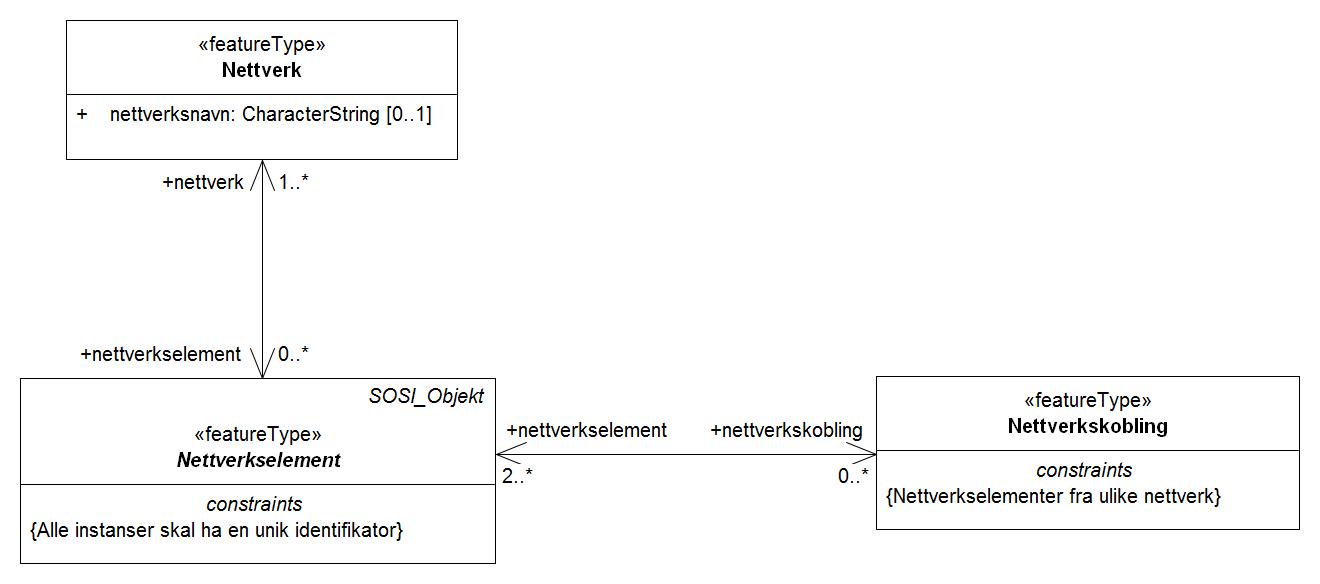 «featureType»
Nettverk
+ nettverksnavn: CharacterString [0..1]
+nettverk 1..*
+nettverkselement 0..*
SOSI_Objekt
«featureType»
Nettverkselement
constraints
{Alle instanser skal ha en unik identifikator}
+nettverkselement +nettverkskobling
2..* 0..*
«featureType»
Nettverkskobling
constraints
{Nettverkselementer fra ulike nettverk}